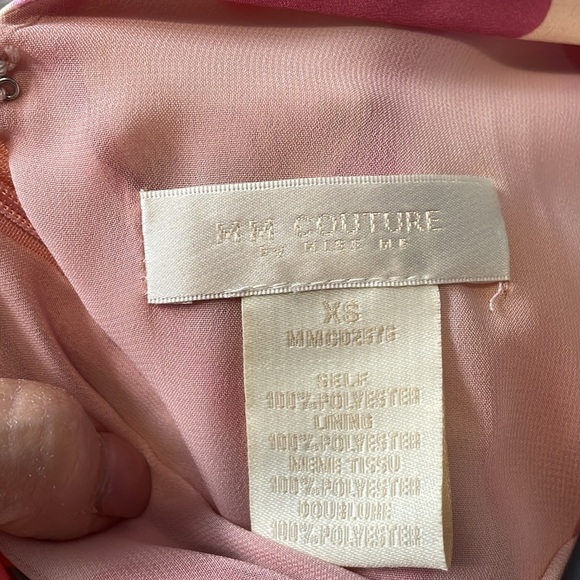 MM COUTURE
BY MISS ME
XS
MMCD2575
SELF
100%POLYESTER
LINING
100%POLYESTER
MEME TISSU
100%POLYESTER
DOUBLURE
100%POLYESTER